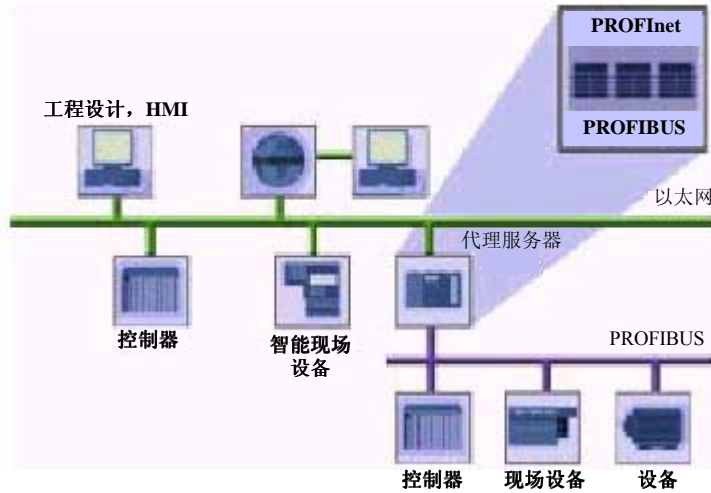 PROFInet
PROFIBUS
工程设计，HMI
以太网
代理服务器
控制器
智能现场
设备
PROFIBUS
控制器
现场设备
设备